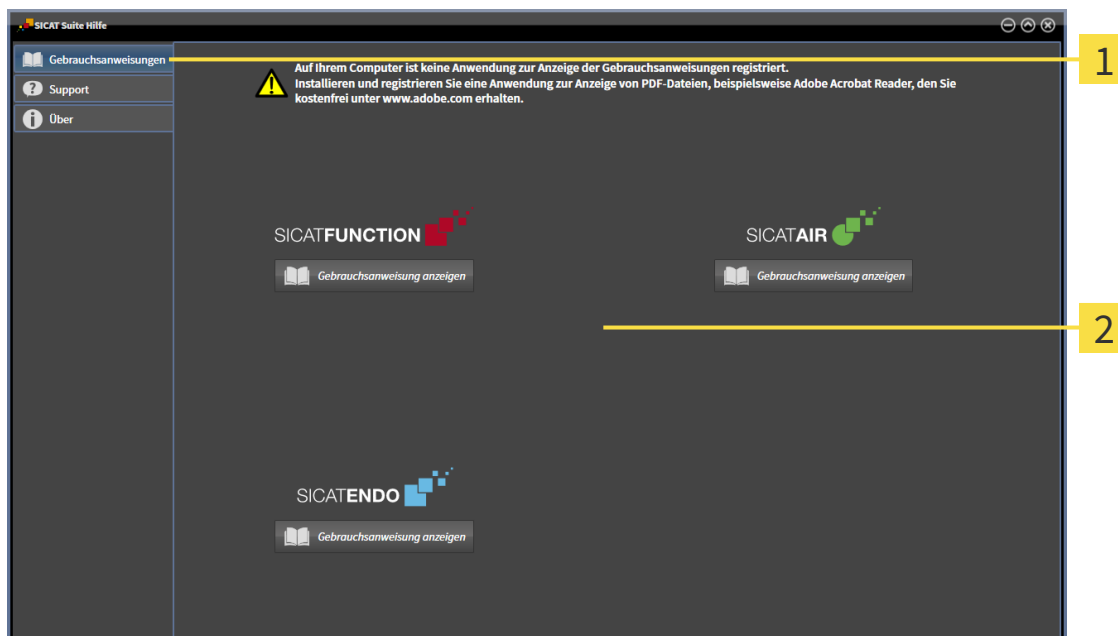 SICAT Suite Hilfe
Gebrauchsanweisungen
Support
Über
Auf Ihrem Computer ist keine Anwendung zur Anzeige der Gebrauchsanweisungen registriert.
Installieren und registrieren Sie eine Anwendung zur Anzeige von PDF-Dateien, beispielsweise Adobe Acrobat Reader, den Sie
kostenfrei unter www.adobe.com erhalten.
1
SICATFUNCTION
Gebrauchsanweisung anzeigen
SICATAIR
Gebrauchsanweisung anzeigen
2
SICATENDO
Gebrauchsanweisung anzeigen